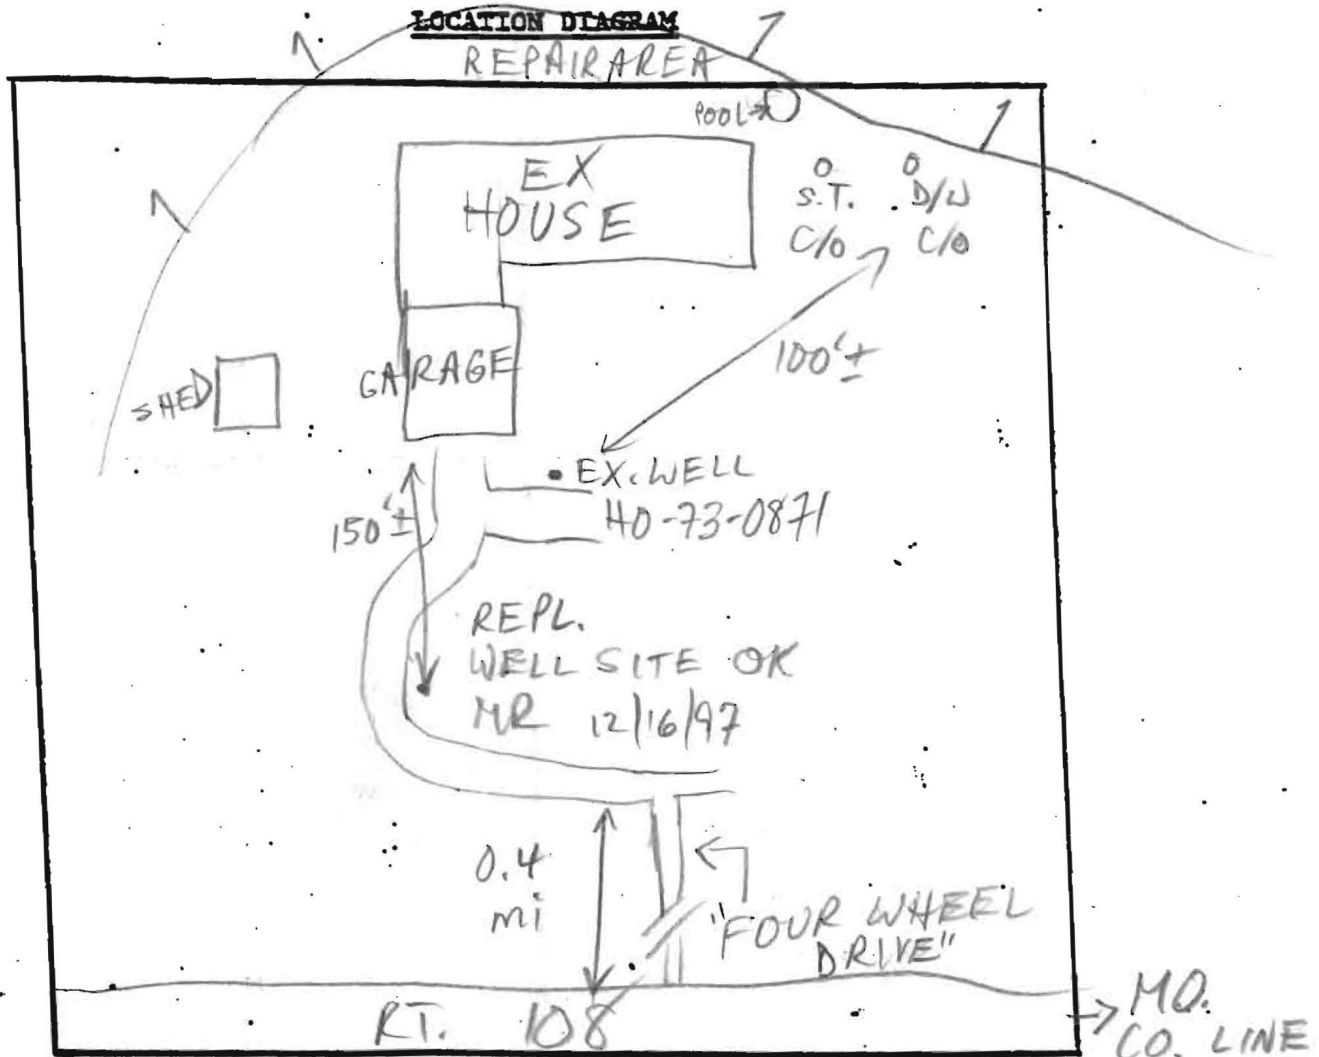 LOCATION DIAGRAM
REPAIR AREA
POOL
EX
HOUSE
S.T.
C/O
D/W
C/O
100'±
SHED
GARAGE
EX. WELL
HO-73-0871
150'±
REPL.
WELL SITE OK
MR 12/16/97
0.4
mi
"FOUR WHEEL
DRIVE"
RT. 108
MO.
CO. LINE